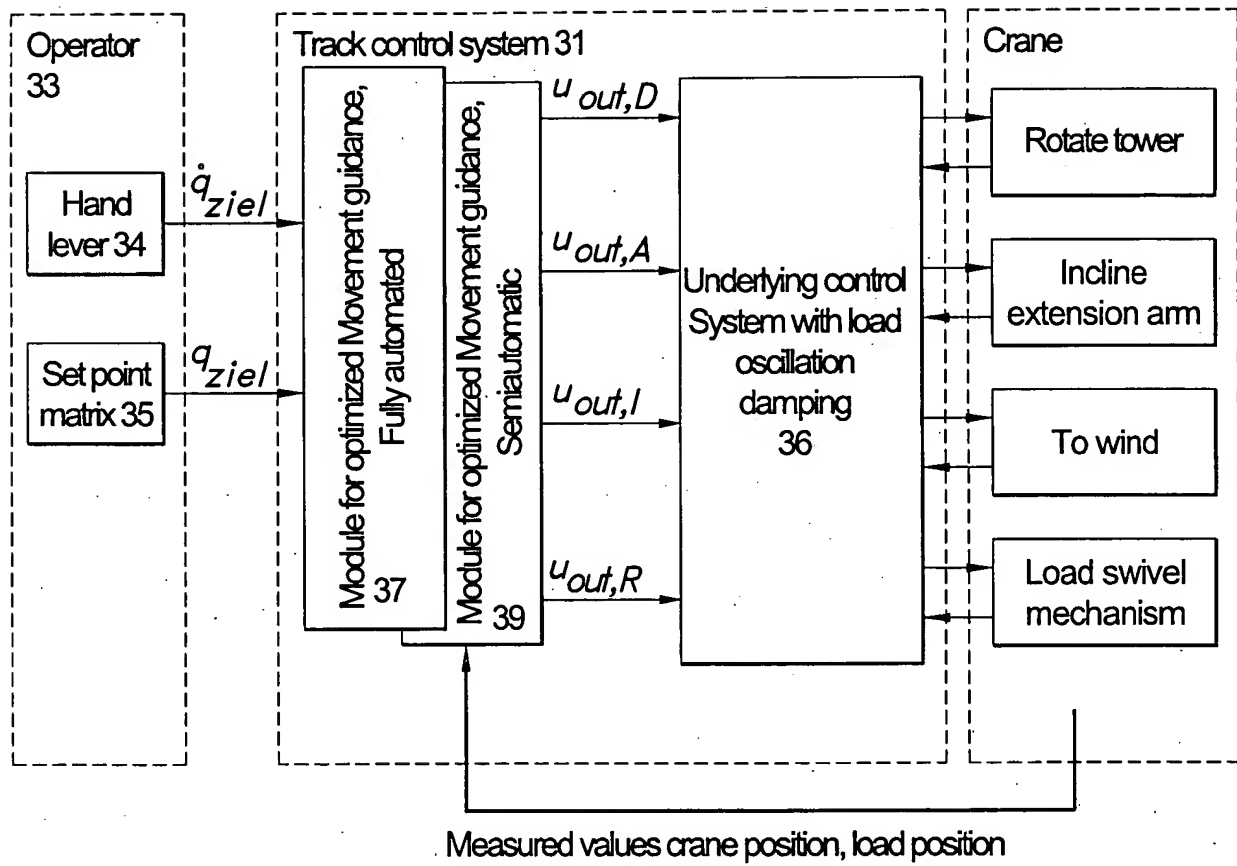 Operator
33
Hand
lever 34
Set point
matrix 35
q̇ziel
qziel
Track control system 31
Module for optimized Movement guidance,
Fully automated
37
Module for optimized Movement guidance,
Semiautomatic
39
uout,D
uout,A
uout,I
uout,R
Underlying control
System with load
oscillation
damping
36
Crane
Rotate tower
Incline
extension arm
To wind
Load swivel
mechanism
Measured values crane position, load position